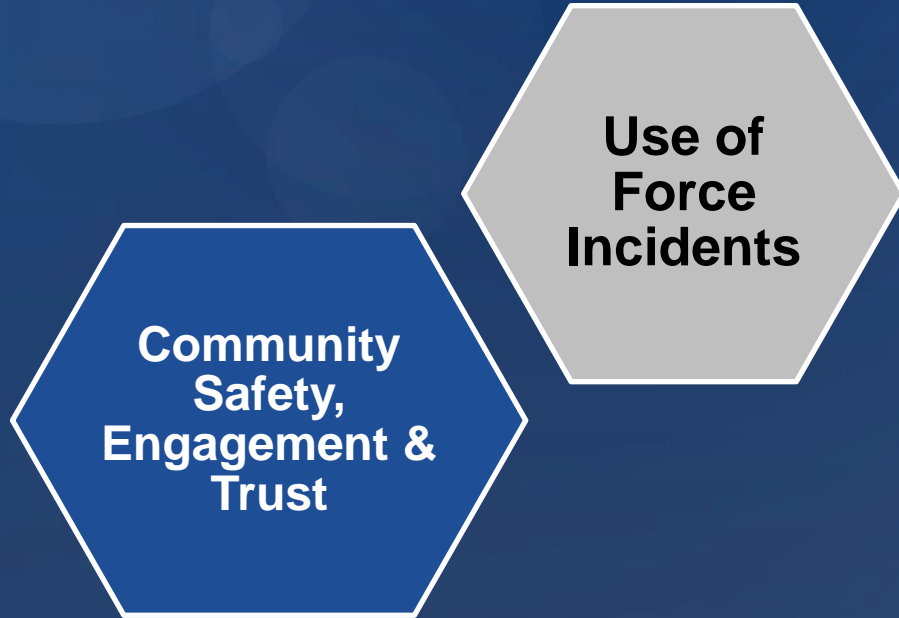 Use of
Force
Incidents
Community
Safety,
Engagement &
Trust